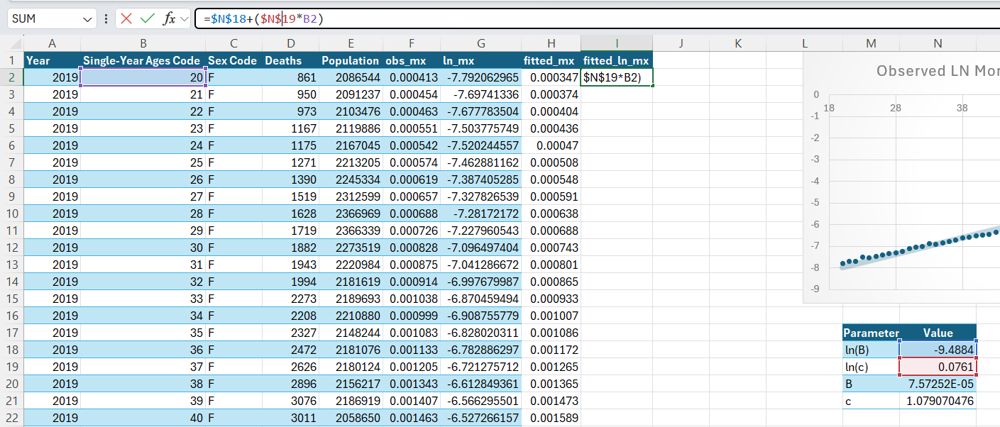 SUM fx =$N$18+($N$19*B2)
A B C D E F G H I J K L M N
1 Year Single-Year Ages Code Sex Code Deaths Population obs_mx ln_mx fitted_mx fitted_ln_mx
Observed LN Mor
2 2019 20 F 861 2086544 0.000413 -7.792062965 0.000347 $N$19*B2)
3 2019 21 F 950 2091237 0.000454 -7.69741336 0.000374 0
4 2019 22 F 973 2103476 0.000463 -7.677783504 0.000404 -1 18 28 38
5 2019 23 F 1167 2119886 0.000551 -7.503775749 0.000436 -2
6 2019 24 F 1175 2167045 0.000542 -7.520244557 0.00047 -3
7 2019 25 F 1271 2213205 0.000574 -7.462881162 0.000508
8 2019 26 F 1390 2245334 0.000619 -7.387405285 0.000548 -4
9 2019 27 F 1519 2312599 0.000657 -7.327826539 0.000591 -5
10 2019 28 F 1628 2366969 0.000688 -7.28172172 0.000638 -6
11 2019 29 F 1719 2366339 0.000726 -7.227960543 0.000688
12 2019 30 F 1882 2273519 0.000828 -7.096497404 0.000743 -7
13 2019 31 F 1943 2220984 0.000875 -7.041286672 0.000801 -8
14 2019 32 F 1994 2181619 0.000914 -6.997679987 0.000865 -9
15 2019 33 F 2273 2189693 0.001038 -6.870459494 0.000933
16 2019 34 F 2208 2210880 0.000999 -6.908755779 0.001007
17 2019 35 F 2327 2148244 0.001083 -6.828020311 0.001086 Parameter Value
18 2019 36 F 2472 2181076 0.001133 -6.782886297 0.001172 ln(B) -9.4884
19 2019 37 F 2626 2180124 0.001205 -6.721275712 0.001265 ln(c) 0.0761
20 2019 38 F 2896 2156217 0.001343 -6.612849361 0.001365 B 7.57252E-05
21 2019 39 F 3076 2186919 0.001407 -6.566295501 0.001473 c 1.079070476
22 2019 40 F 3011 2058650 0.001463 -6.527266157 0.001589